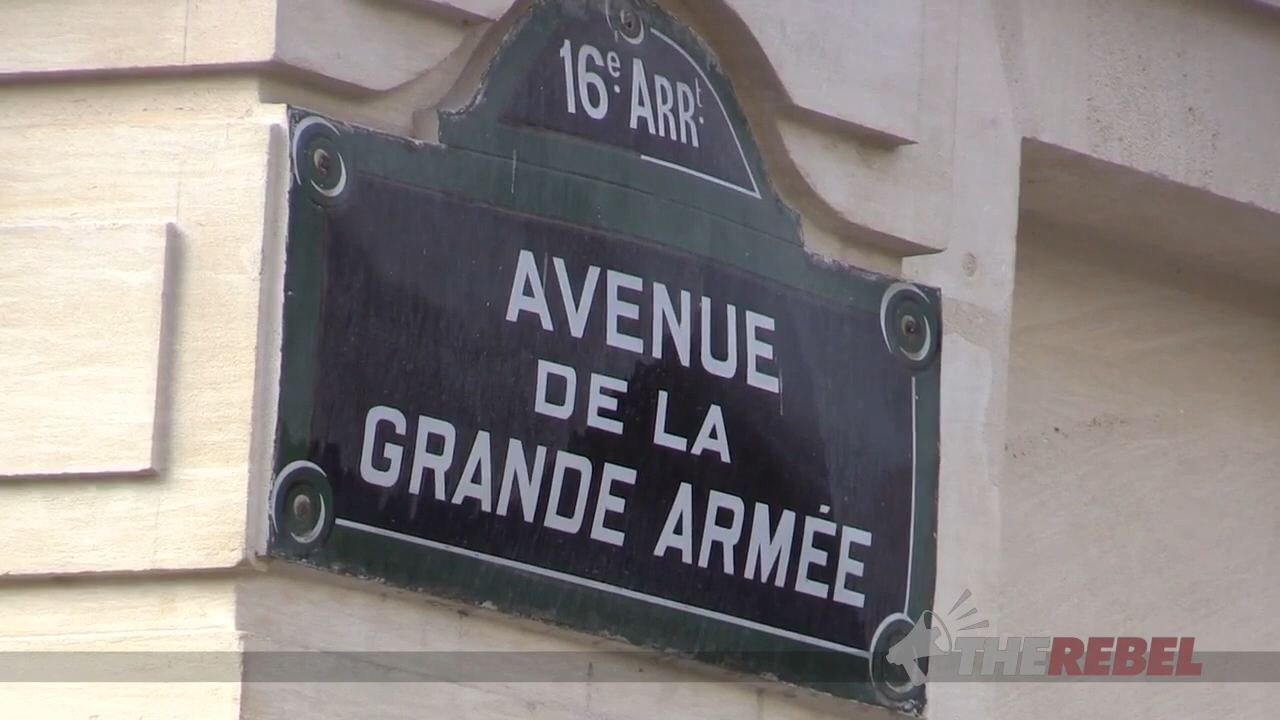 16e ARRt
AVENUE
DE LA
GRANDE ARMÉE
THEREBEL